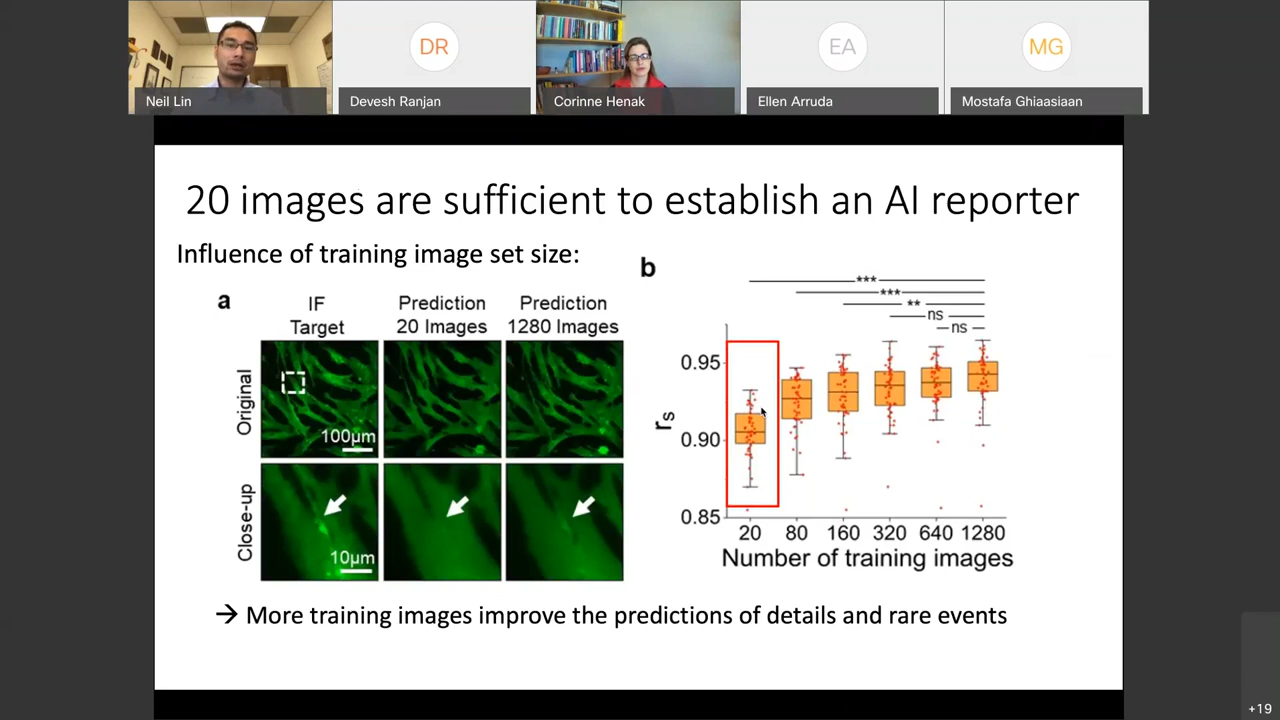 DR
EA
MG
Neil Lin
Devesh Ranjan
Corinne Henak
Ellen Arruda
Mostafa Ghiaasiaan
20 images are sufficient to establish an AI reporter
Influence of training image set size:
a
IF
Target
Prediction
20 Images
Prediction
1280 Images
Original
100µm
Close-up
10µm
b
***
***
**
ns
ns
0.95
0.90
0.85
rs
20 80 160 320 640 1280
Number of training images
→ More training images improve the predictions of details and rare events
+19